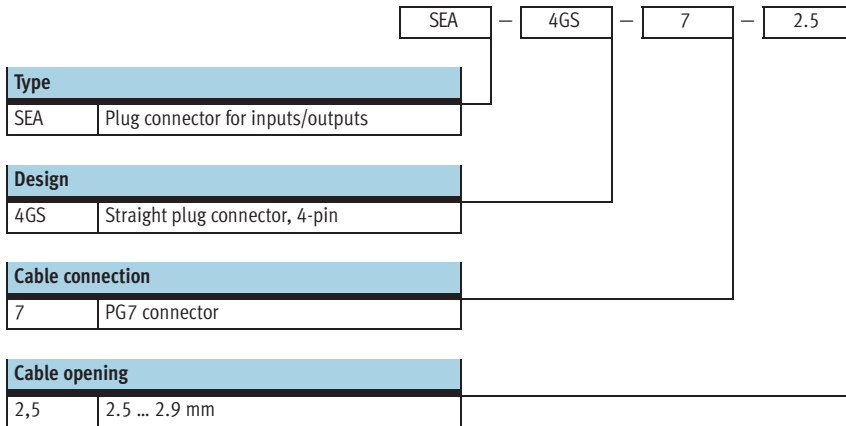 SEA – 4GS – 7 – 2.5
Type
SEA Plug connector for inputs/outputs
Design
4GS Straight plug connector, 4-pin
Cable connection
7 PG7 connector
Cable opening
2,5 2.5 ... 2.9 mm